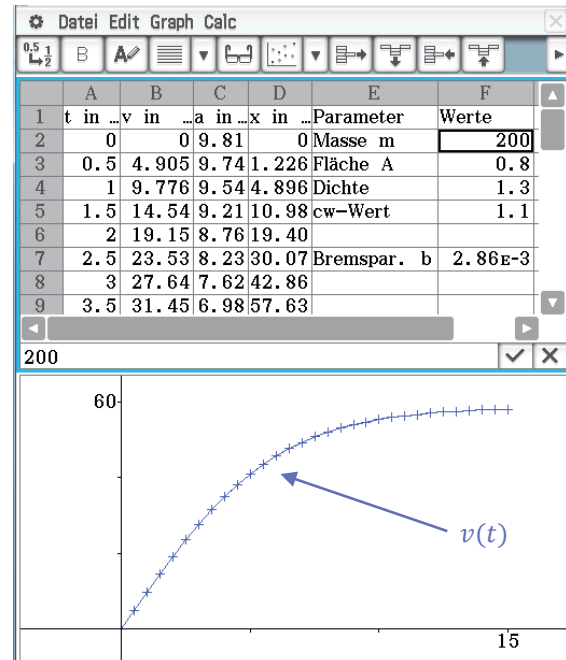 Datei Edit Graph Calc
0.5 1 2 B A
A B C D E F
1 t in ... v in ... a in ... x in ... Parameter Werte
2 0 0 9.81 0 Masse m 200
3 0.5 4.905 9.74 1.226 Fläche A 0.8
4 1 9.776 9.54 4.896 Dichte 1.3
5 1.5 14.54 9.21 10.98 cw-Wert 1.1
6 2 19.15 8.76 19.40
7 2.5 23.53 8.23 30.07 Bremspar. b 2.86E-3
8 3 27.64 7.62 42.86
9 3.5 31.45 6.98 57.63
200
60
v(t)
15